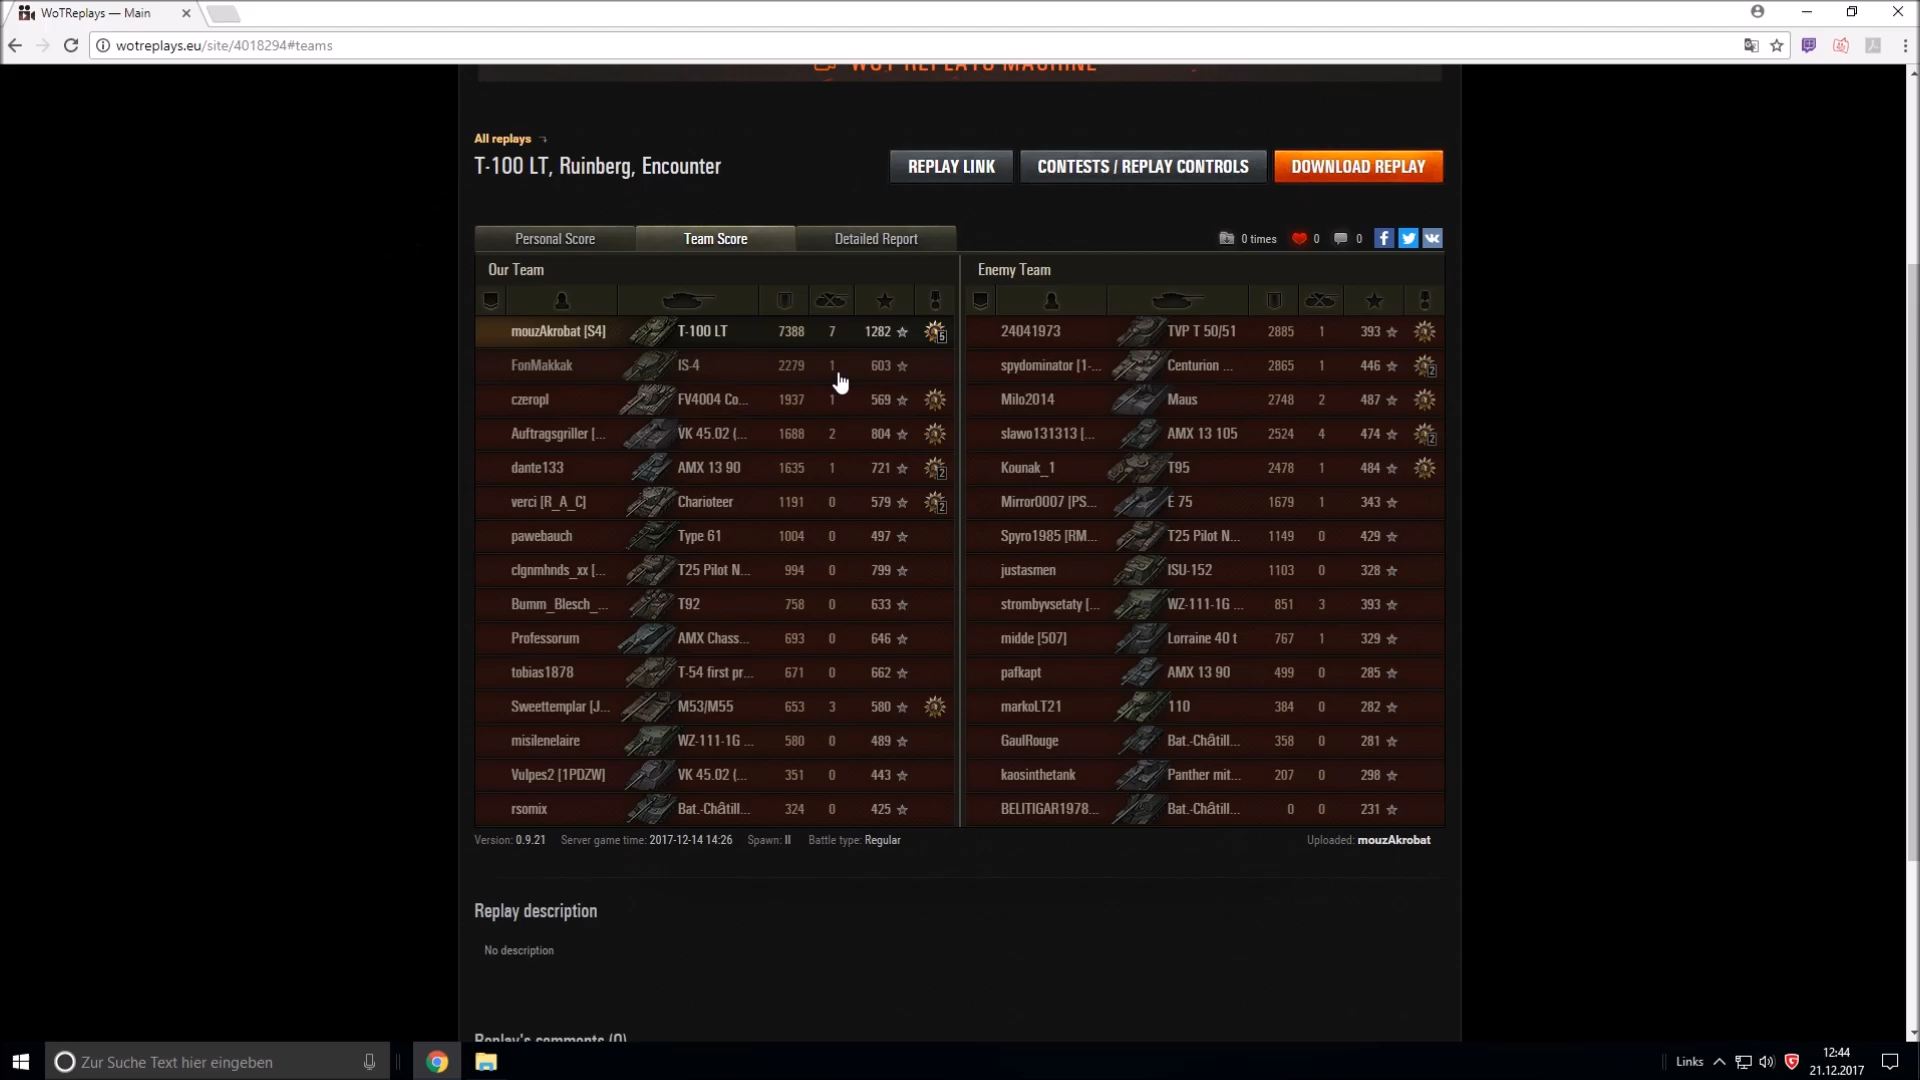 WoTReplays — Main
wotreplays.eu/site/4018294#teams
WOT REPLAYS MACHINE
All replays
T-100 LT, Ruinberg, Encounter
REPLAY LINK
CONTESTS / REPLAY CONTROLS
DOWNLOAD REPLAY
Personal Score
Team Score
Detailed Report
0 times
0
0
Our Team
Enemy Team
mouzAkrobat [S4] T-100 LT 7388 7 1282 5
24041973 TVP T 50/51 2885 1 393
FonMakkak IS-4 2279 1 603
spydominator [1-... Centurion ... 2865 1 446 2
czeropl FV4004 Co... 1937 1 569
Milo2014 Maus 2748 2 487
Auftragsgriller [... VK 45.02 (... 1688 2 804
slawo131313 [... AMX 13 105 2524 4 474 2
dante133 AMX 13 90 1635 1 721 2
Kounak_1 T95 2478 1 484
verci [R_A_C] Charioteer 1191 0 579 2
Mirror0007 [PS... E 75 1679 1 343
pawebauch Type 61 1004 0 497
Spyro1985 [RM... T25 Pilot N... 1149 0 429
clgnmhnds_xx [... T25 Pilot N... 994 0 799
justasmen ISU-152 1103 0 328
Bumm_Blesch_... T92 758 0 633
strombyvsetaty [... WZ-111-1G ... 851 3 393
Professorum AMX Chass... 693 0 646
midde [507] Lorraine 40 t 767 1 329
tobias1878 T-54 first pr... 671 0 662
pafkapt AMX 13 90 499 0 285
Sweettemplar [J... M53/M55 653 3 580
markoLT21 110 384 0 282
misilenelaire WZ-111-1G ... 580 0 489
GaulRouge Bat.-Châtill... 358 0 281
Vulpes2 [1PDZW] VK 45.02 (... 351 0 443
kaosinthetank Panther mit... 207 0 298
rsomix Bat.-Châtill... 324 0 425
BELITIGAR1978... Bat.-Châtill... 0 0 231
Version: 0.9.21 Server game time: 2017-12-14 14:26 Spawn: II Battle type: Regular
Uploaded: mouzAkrobat
Replay description
No description
Replay's comments (0)
Zur Suche Text hier eingeben
Links
12:44
21.12.2017